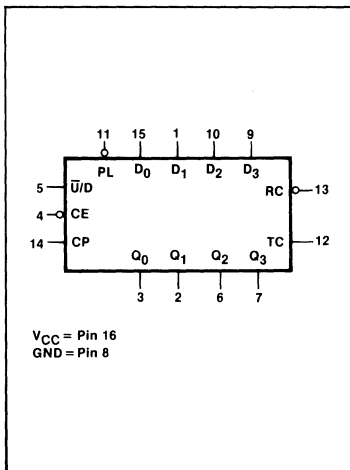 11 15 1 10 9
PL D₀ D₁ D₂ D₃
5 U̅/D RC 13
4 CE
14 CP TC 12
Q₀ Q₁ Q₂ Q₃
3 2 6 7
V_CC = Pin 16
GND = Pin 8